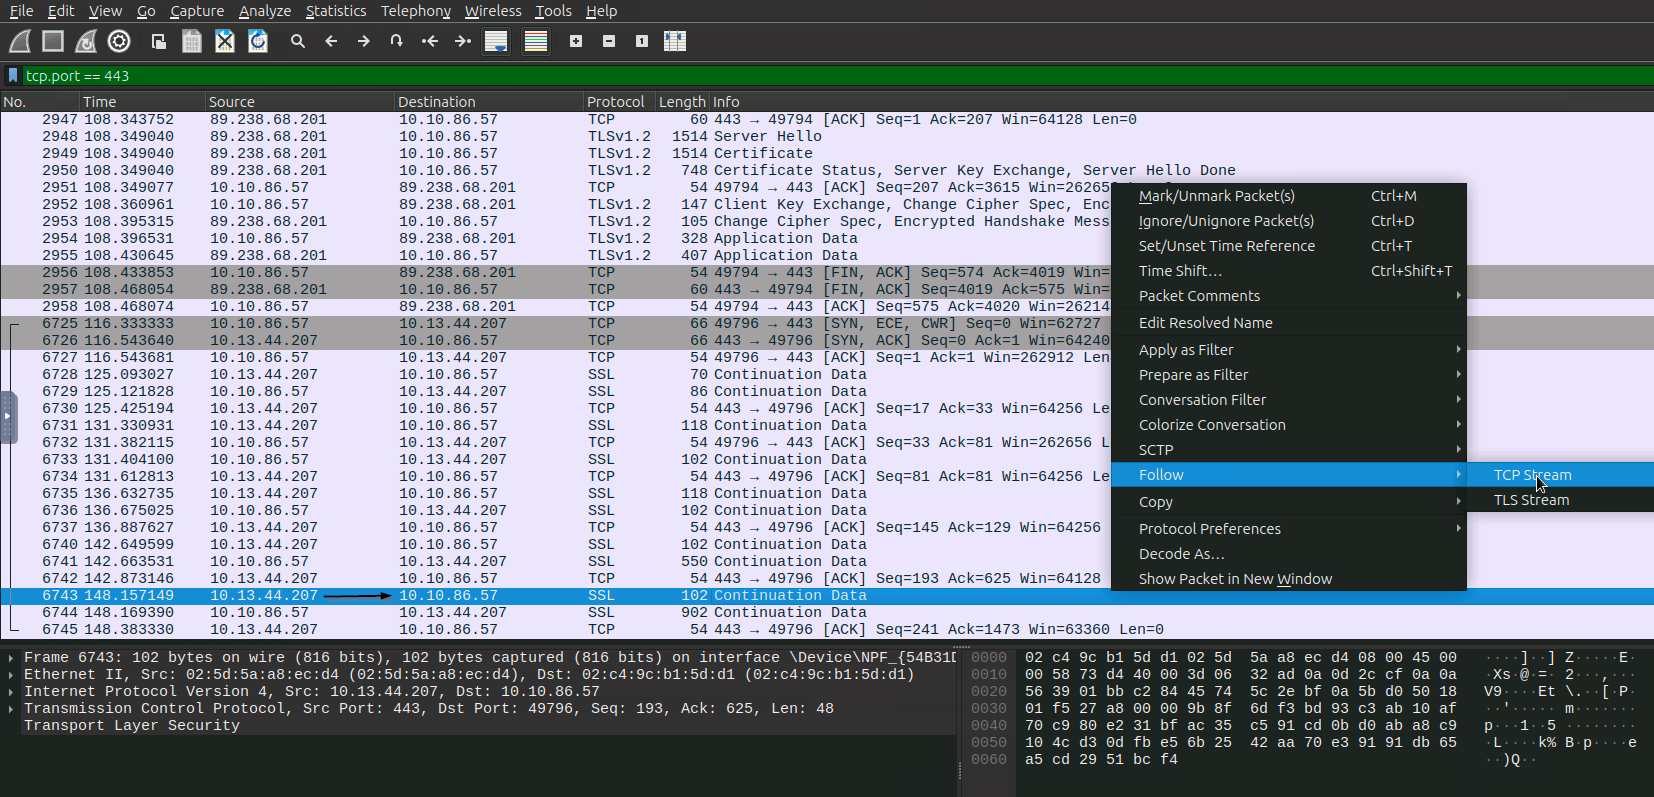 File Edit View Go Capture Analyze Statistics Telephony Wireless Tools Help
tcp.port == 443
No. Time Source Destination Protocol Length Info
2947 108.343752 89.238.68.201 10.10.86.57 TCP 60 443 → 49794 [ACK] Seq=1 Ack=207 Win=64128 Len=0
2948 108.349040 89.238.68.201 10.10.86.57 TLSv1.2 1514 Server Hello
2949 108.349040 89.238.68.201 10.10.86.57 TLSv1.2 1514 Certificate
2950 108.349040 89.238.68.201 10.10.86.57 TLSv1.2 748 Certificate Status, Server Key Exchange, Server Hello Done
2951 108.349077 10.10.86.57 89.238.68.201 TCP 54 49794 → 443 [ACK] Seq=207 Ack=3615 Win=26265
2952 108.360961 10.10.86.57 89.238.68.201 TLSv1.2 147 Client Key Exchange, Change Cipher Spec, Enc
2953 108.395315 89.238.68.201 10.10.86.57 TLSv1.2 105 Change Cipher Spec, Encrypted Handshake Mess
2954 108.396531 10.10.86.57 89.238.68.201 TLSv1.2 328 Application Data
2955 108.430645 89.238.68.201 10.10.86.57 TLSv1.2 407 Application Data
2956 108.433853 10.10.86.57 89.238.68.201 TCP 54 49794 → 443 [FIN, ACK] Seq=574 Ack=4019 Win=
2957 108.468054 89.238.68.201 10.10.86.57 TCP 60 443 → 49794 [FIN, ACK] Seq=4019 Ack=575 Win=
2958 108.468074 10.10.86.57 89.238.68.201 TCP 54 49794 → 443 [ACK] Seq=575 Ack=4020 Win=26214
6725 116.333333 10.10.86.57 10.13.44.207 TCP 66 49796 → 443 [SYN, ECE, CWR] Seq=0 Win=62727
6726 116.543640 10.13.44.207 10.10.86.57 TCP 66 443 → 49796 [SYN, ACK] Seq=0 Ack=1 Win=64240
6727 116.543681 10.10.86.57 10.13.44.207 TCP 54 49796 → 443 [ACK] Seq=1 Ack=1 Win=262912 Len
6728 125.093027 10.13.44.207 10.10.86.57 SSL 70 Continuation Data
6729 125.121828 10.10.86.57 10.13.44.207 SSL 86 Continuation Data
6730 125.425194 10.13.44.207 10.10.86.57 TCP 54 443 → 49796 [ACK] Seq=17 Ack=33 Win=64256 Le
6731 131.330931 10.13.44.207 10.10.86.57 SSL 118 Continuation Data
6732 131.382115 10.10.86.57 10.13.44.207 TCP 54 49796 → 443 [ACK] Seq=33 Ack=81 Win=262656 L
6733 131.404100 10.10.86.57 10.13.44.207 SSL 102 Continuation Data
6734 131.612813 10.13.44.207 10.10.86.57 TCP 54 443 → 49796 [ACK] Seq=81 Ack=81 Win=64256 Le
6735 136.632735 10.13.44.207 10.10.86.57 SSL 118 Continuation Data
6736 136.675025 10.10.86.57 10.13.44.207 SSL 102 Continuation Data
6737 136.887627 10.13.44.207 10.10.86.57 TCP 54 443 → 49796 [ACK] Seq=145 Ack=129 Win=64256
6740 142.649599 10.13.44.207 10.10.86.57 SSL 102 Continuation Data
6741 142.663531 10.10.86.57 10.13.44.207 SSL 550 Continuation Data
6742 142.873146 10.13.44.207 10.10.86.57 TCP 54 443 → 49796 [ACK] Seq=193 Ack=625 Win=64128
6743 148.157149 10.13.44.207 10.10.86.57 SSL 102 Continuation Data
6744 148.169390 10.10.86.57 10.13.44.207 SSL 902 Continuation Data
6745 148.383330 10.13.44.207 10.10.86.57 TCP 54 443 → 49796 [ACK] Seq=241 Ack=1473 Win=63360 Len=0
Mark/Unmark Packet(s) Ctrl+M
Ignore/Unignore Packet(s) Ctrl+D
Set/Unset Time Reference Ctrl+T
Time Shift... Ctrl+Shift+T
Packet Comments
Edit Resolved Name
Apply as Filter
Prepare as Filter
Conversation Filter
Colorize Conversation
SCTP
Follow
Copy
Protocol Preferences
Decode As...
Show Packet in New Window
TCP Stream
TLS Stream
Frame 6743: 102 bytes on wire (816 bits), 102 bytes captured (816 bits) on interface \Device\NPF_{54B31D
Ethernet II, Src: 02:5d:5a:a8:ec:d4 (02:5d:5a:a8:ec:d4), Dst: 02:c4:9c:b1:5d:d1 (02:c4:9c:b1:5d:d1)
Internet Protocol Version 4, Src: 10.13.44.207, Dst: 10.10.86.57
Transmission Control Protocol, Src Port: 443, Dst Port: 49796, Seq: 193, Ack: 625, Len: 48
Transport Layer Security
0000 02 c4 9c b1 5d d1 02 5d 5a a8 ec d4 08 00 45 00 ····]··] Z·····E·
0010 00 58 73 d4 40 00 3d 06 32 ad 0a 0d 2c cf 0a 0a ·Xs·@·=· 2···,···
0020 56 39 01 bb c2 84 45 74 5c 2e bf 0a 5b d0 50 18 V9····Et \.··[·P·
0030 01 f5 27 a8 00 00 9b 8f 6d f3 bd 93 c3 ab 10 af ··'····· m·······
0040 70 c9 80 e2 31 bf ac 35 c5 91 cd 0b d0 ab a8 c9 p···1··5 ········
0050 10 4c d3 0d fb e5 6b 25 42 aa 70 e3 91 91 db 65 ·L····k% B·p····e
0060 a5 cd 29 51 bc f4 ··)Q··